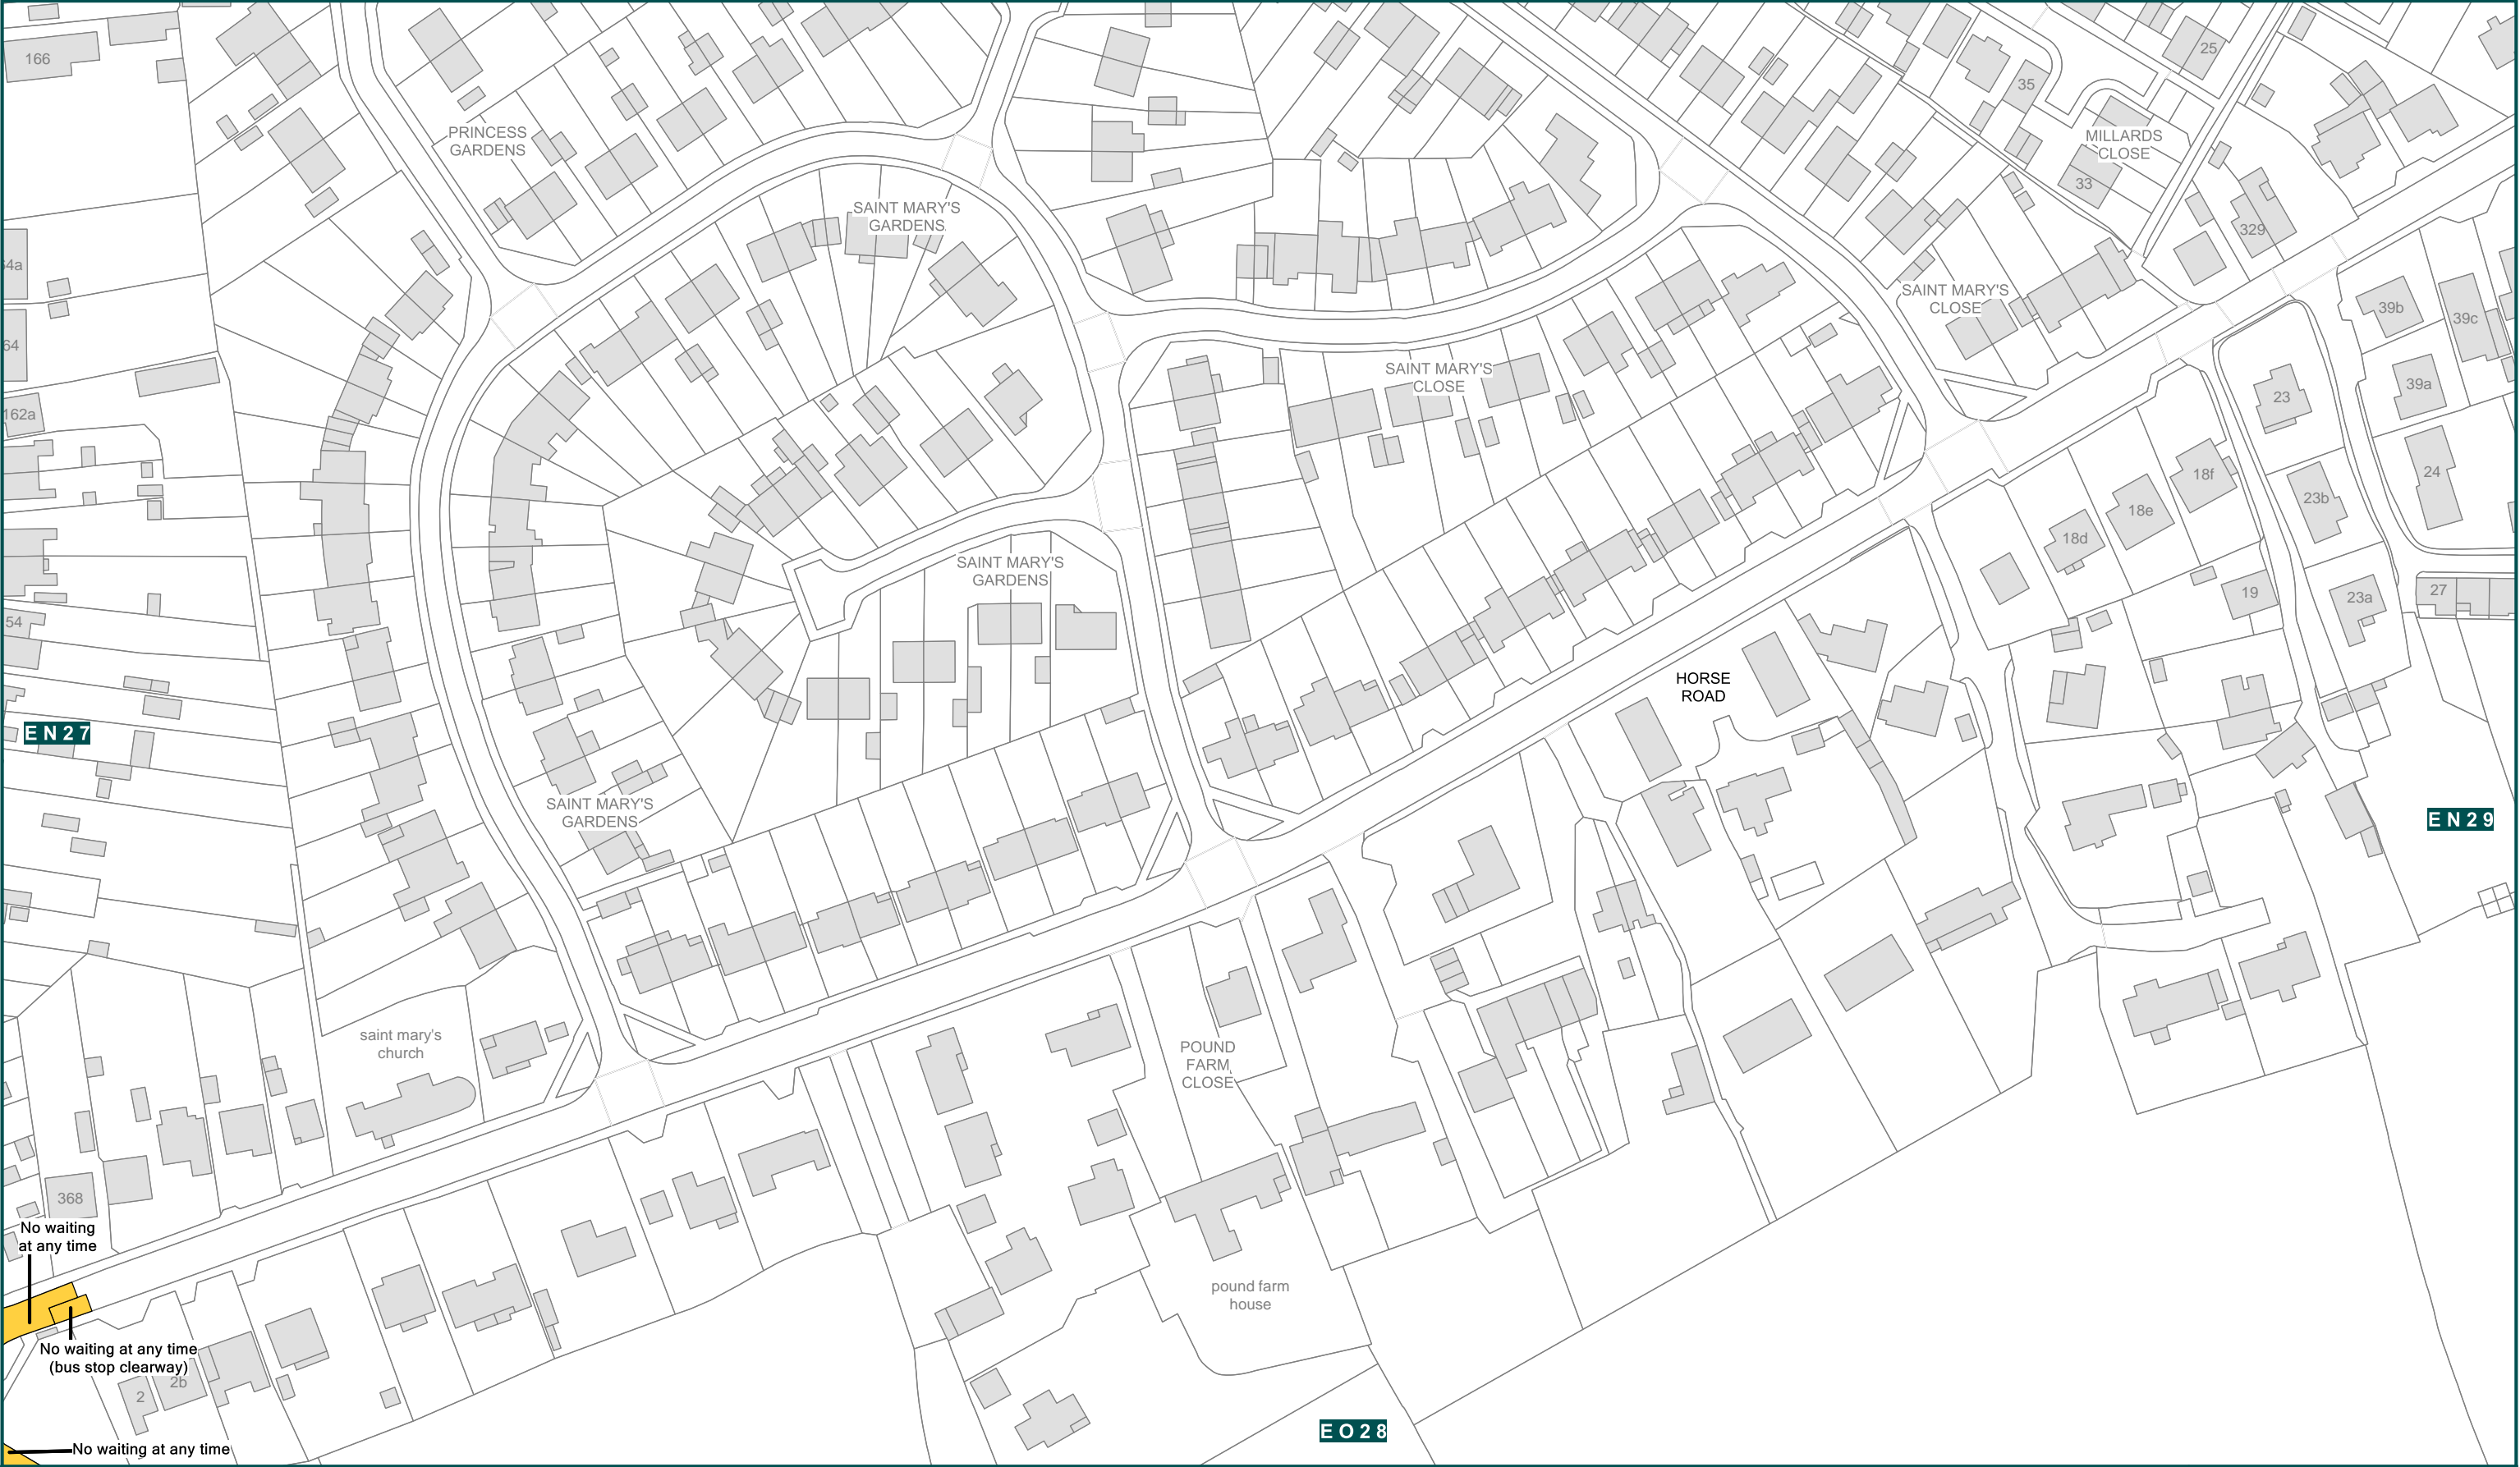 166
25
35
PRINCESS
GARDENS
MILLARDS
CLOSE
33
SAINT MARY'S
GARDENS
329
4a
SAINT MARY'S
CLOSE
39b
39c
64
SAINT MARY'S
CLOSE
39a
23
162a
24
18f
23b
18e
18d
SAINT MARY'S
GARDENS
27
19
23a
54
HORSE
ROAD
EN27
SAINT MARY'S
GARDENS
EN29
saint mary's
church
POUND
FARM
CLOSE
368
No waiting
at any time
pound farm
house
No waiting at any time
(bus stop clearway)
2b
2
EO28
No waiting at any time